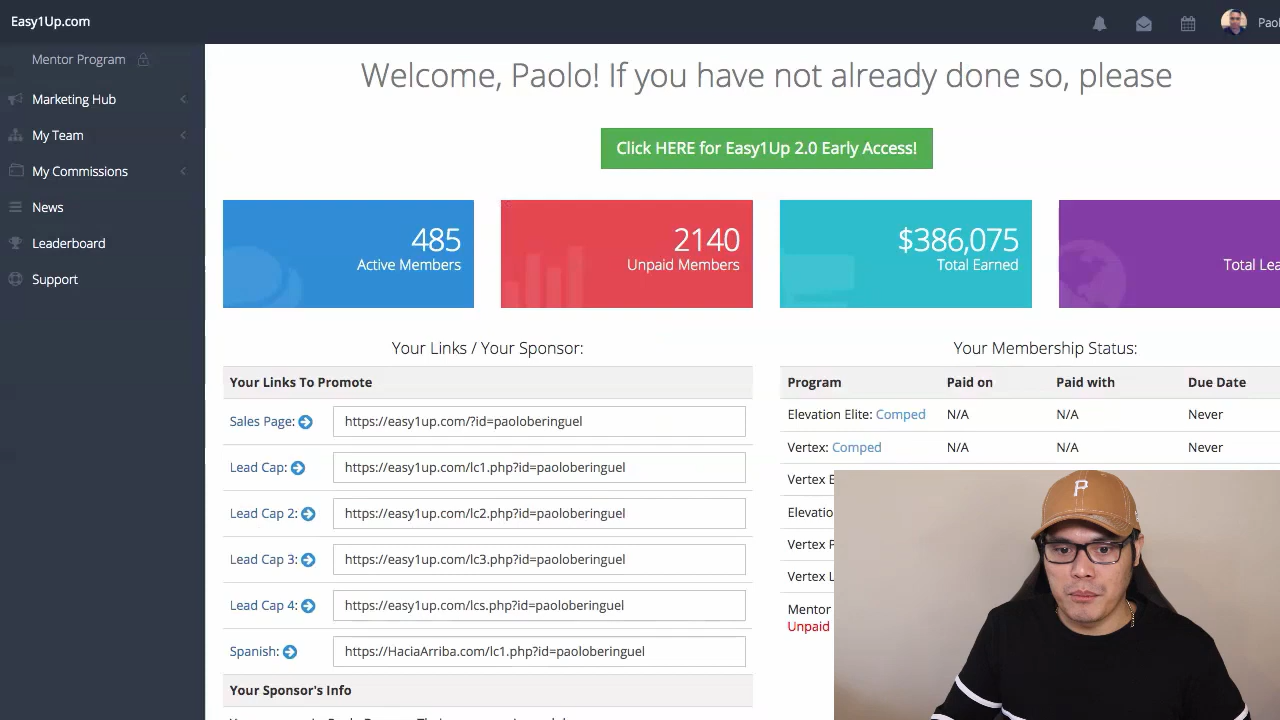 Easy1Up.com
Mentor Program
Marketing Hub
My Team
My Commissions
News
Leaderboard
Support
Welcome, Paolo! If you have not already done so, please
Click HERE for Easy1Up 2.0 Early Access!
485
Active Members
2140
Unpaid Members
$386,075
Total Earned
Total
Your Links / Your Sponsor:
Your Links To Promote
Sales Page:
https://easy1up.com/?id=paoloberinguel
Lead Cap:
https://easy1up.com/lc1.php?id=paoloberinguel
Lead Cap 2:
https://easy1up.com/lc2.php?id=paoloberinguel
Lead Cap 3:
https://easy1up.com/lc3.php?id=paoloberinguel
Lead Cap 4:
https://easy1up.com/lcs.php?id=paoloberinguel
Spanish:
https://HaciaArriba.com/lc1.php?id=paoloberinguel
Your Sponsor's Info
Your Membership Status:
Program Paid on Paid with Due Date
Elevation Elite: Comped N/A N/A Never
Vertex: Comped N/A N/A Never
Vertex
Vertex
Vertex
Mentor
Unpaid
P